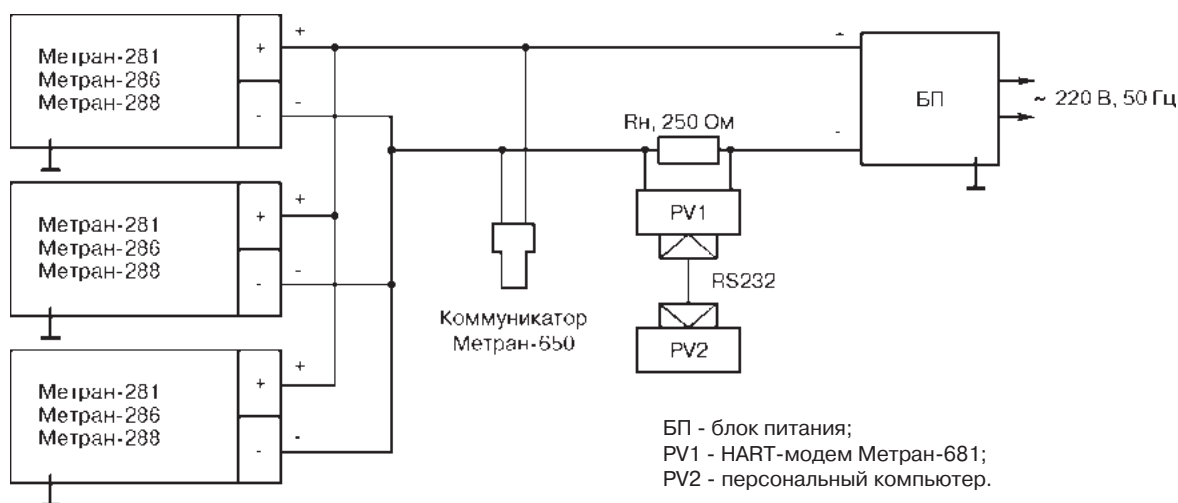 +
-
Метран-281
Метран-286
Метран-288
+
-
БП
~ 220 В, 50 Гц
-
-
Rн, 250 Ом
-
PV1
+
Метран-281
Метран-286
Метран-288
+
-
-
RS232
Коммуникатор
Метран-650
PV2
+
Метран-281
Метран-286
Метран-288
+
-
-
БП - блок питания;
PV1 - HART-модем Метран-681;
PV2 - персональный компьютер.